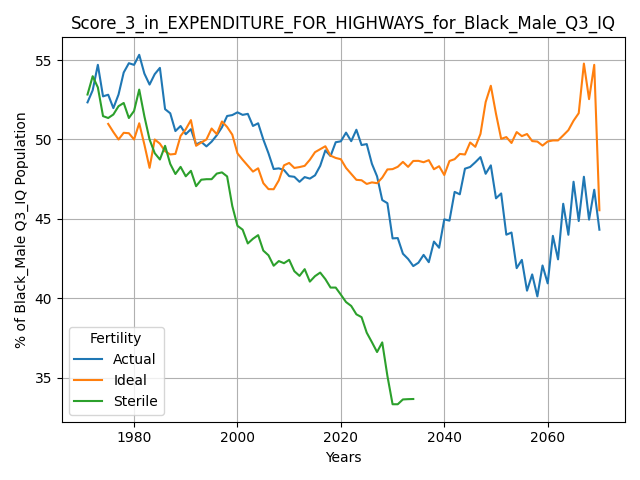 Score_3_in_EXPENDITURE_FOR_HIGHWAYS_for_Black_Male_Q3_IQ
% of Black_Male Q3_IQ Population
55
50
45
40
35
Fertility
Actual
Ideal
Sterile
1980 2000 2020 2040 2060
Years